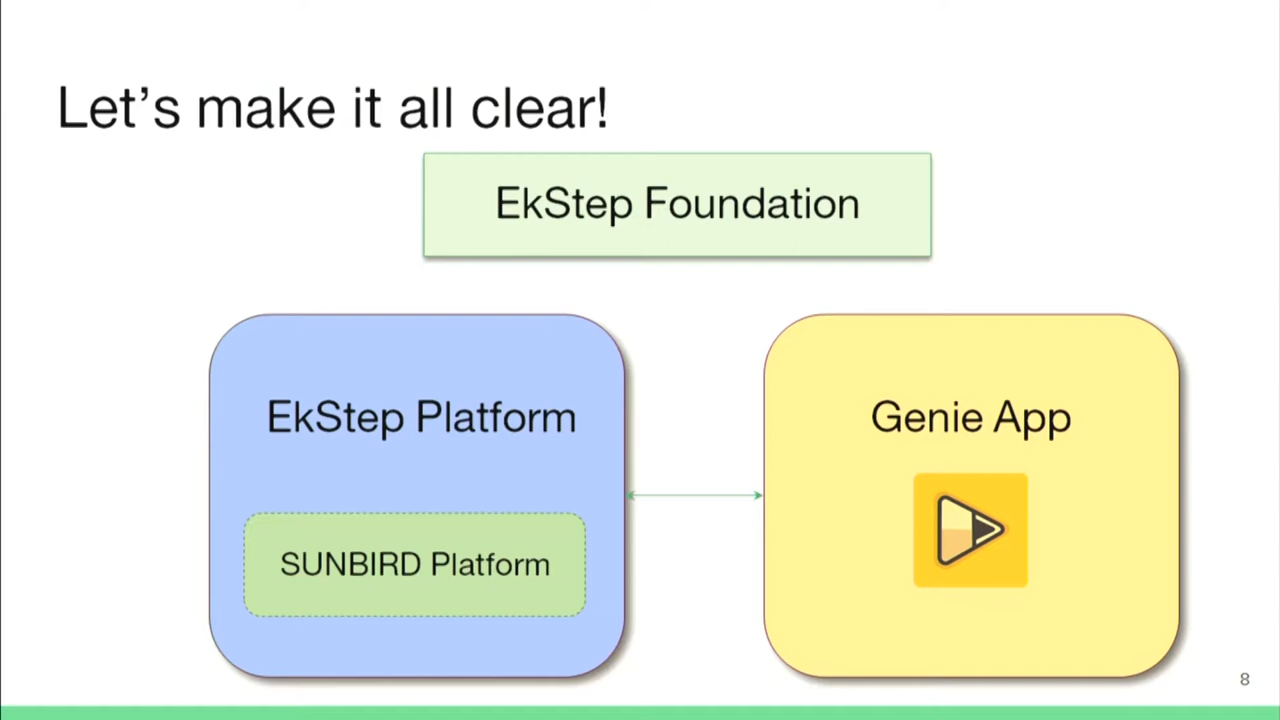 Let's make it all clear!
EkStep Foundation
EkStep Platform
Genie App
SUNBIRD Platform
8